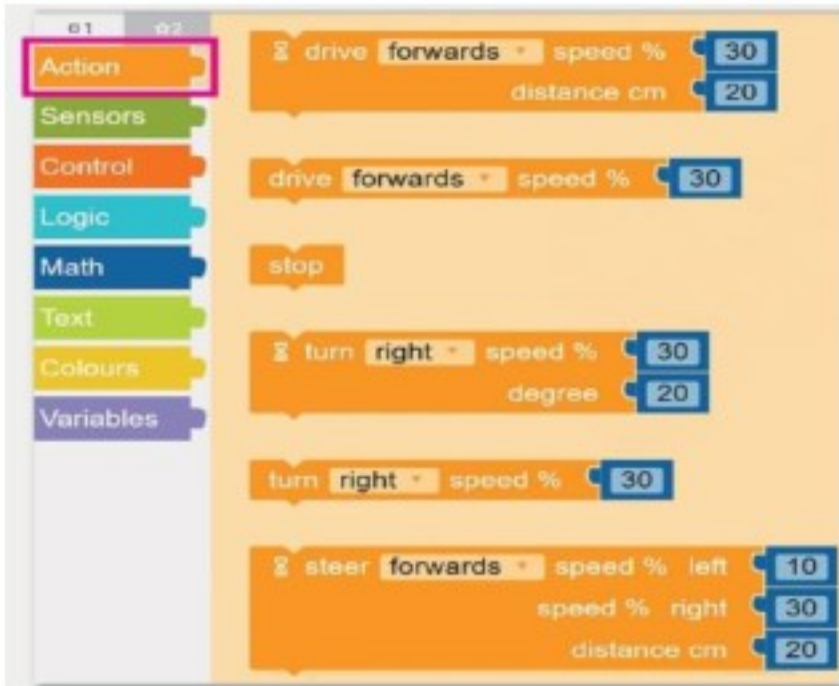 1
2
Action
Sensors
Control
Logic
Math
Text
Colours
Variables
drive forwards speed % 30
distance cm 20
drive forwards speed % 30
stop
turn right speed % 30
degree 20
turn right speed % 30
steer forwards speed % left 10
speed % right 30
distance cm 20